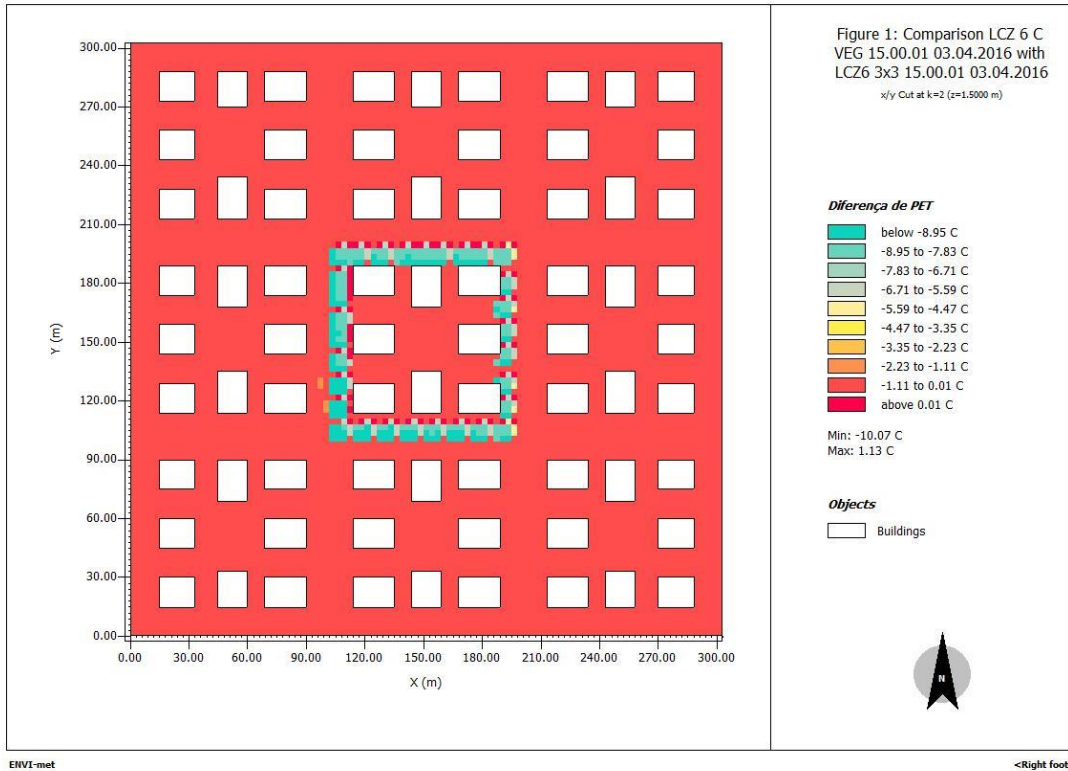 Figure 1: Comparison LCZ 6 C
VEG 15.00.01 03.04.2016 with
LCZ6 3x3 15.00.01 03.04.2016
x/y Cut at k=2 (z=1.5000 m)
300.00
270.00
240.00
210.00
180.00
150.00
120.00
90.00
60.00
30.00
0.00
Y (m)
0.00 30.00 60.00 90.00 120.00 150.00 180.00 210.00 240.00 270.00 300.00
X (m)
Diferença de PET
below -8.95 C
-8.95 to -7.83 C
-7.83 to -6.71 C
-6.71 to -5.59 C
-5.59 to -4.47 C
-4.47 to -3.35 C
-3.35 to -2.23 C
-2.23 to -1.11 C
-1.11 to 0.01 C
above 0.01 C
Min: -10.07 C
Max: 1.13 C
Objects
Buildings
N
ENVI-met
<Right foot